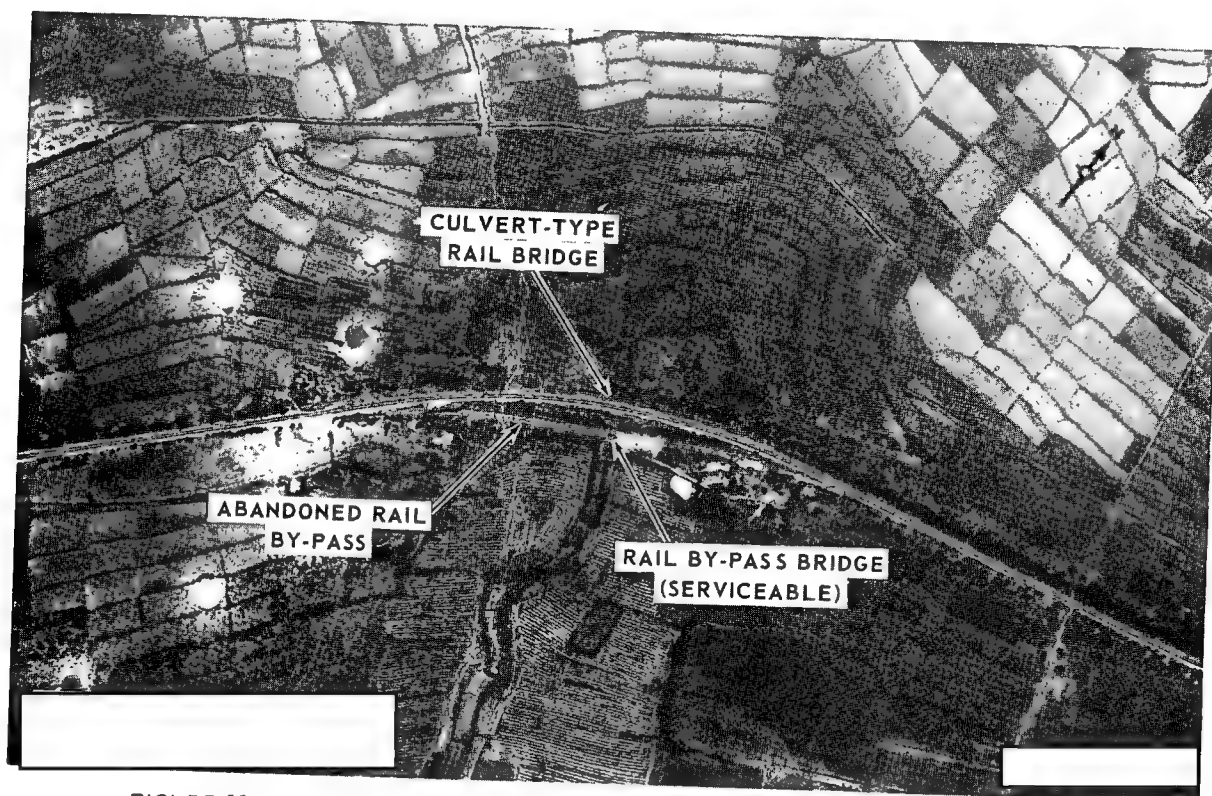 CULVERT-TYPE
RAIL BRIDGE
ABANDONED RAIL
BY-PASS
RAIL BY-PASS BRIDGE
(SERVICEABLE)